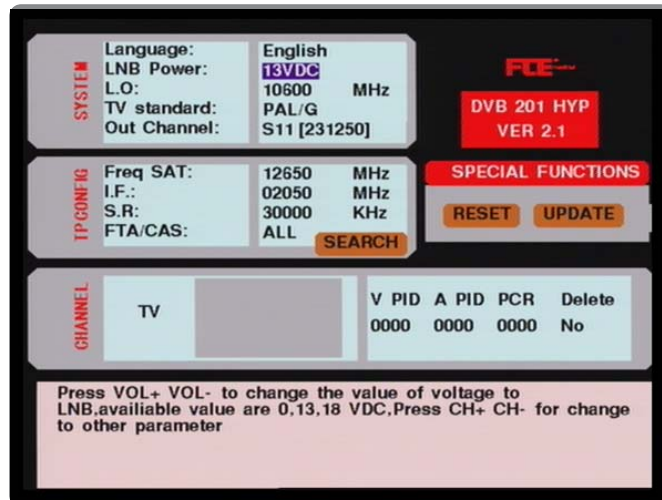 SYSTEM
Language: English
LNB Power: 13VDC
L.O: 10600 MHz
TV standard: PAL/G
Out Channel: S11 [231250]
FCE
DVB 201 HYP
VER 2.1
TP CONFIG
Freq SAT: 12650 MHz
I.F.: 02050 MHz
S.R: 30000 KHz
FTA/CAS: ALL
SEARCH
SPECIAL FUNCTIONS
RESET UPDATE
CHANNEL
TV
V PID A PID PCR Delete
0000 0000 0000 No
Press VOL+ VOL- to change the value of voltage to
LNB,availiable value are 0,13,18 VDC,Press CH+ CH- for change
to other parameter